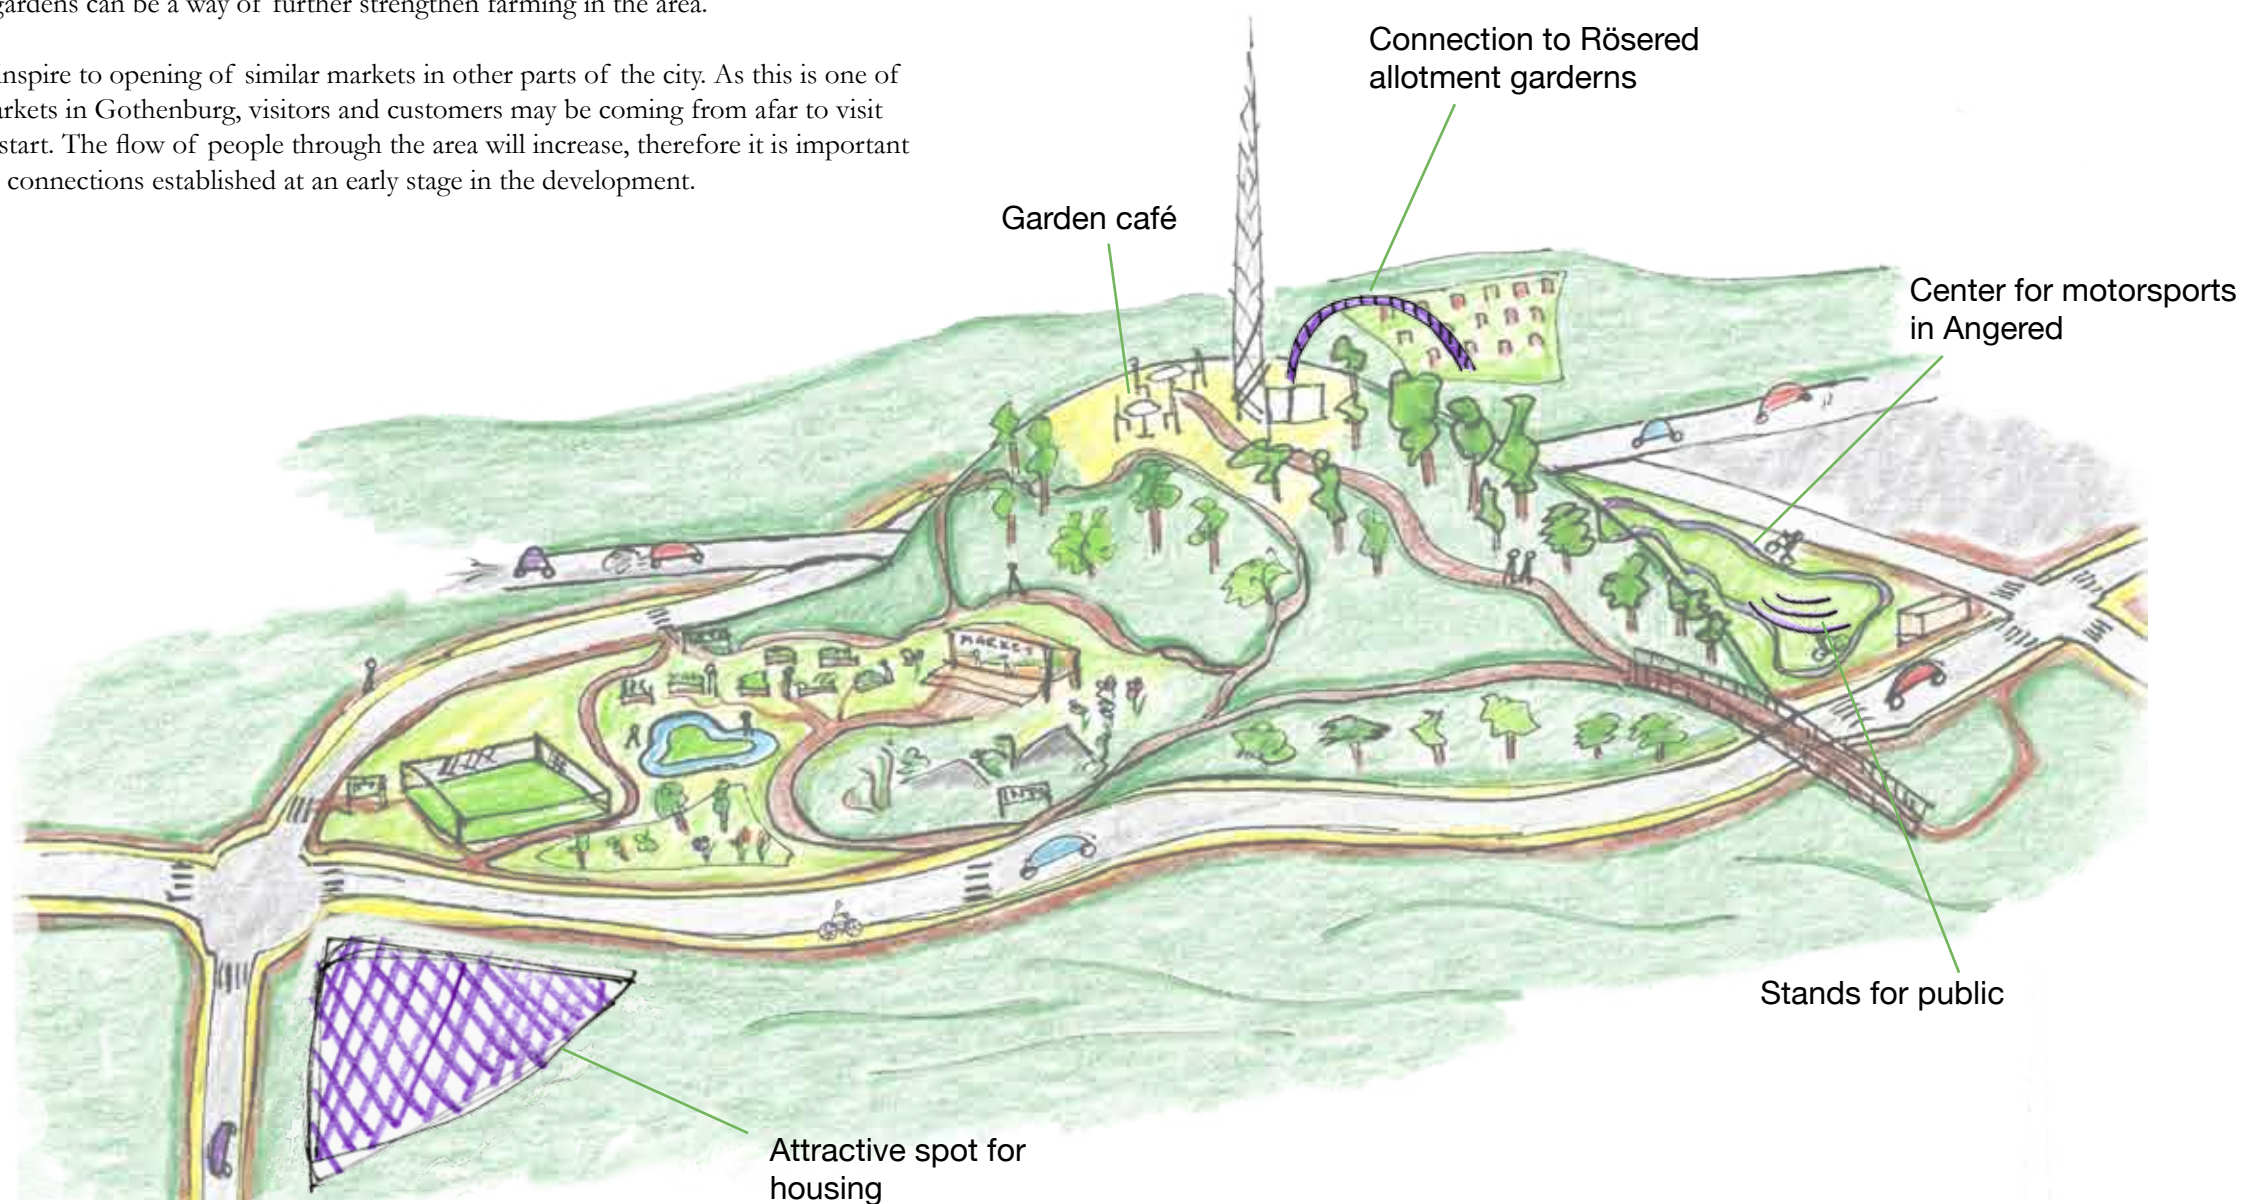 gardens can be a way of further strengthen farming in the area.
inspire to opening of similar markets in other parts of the city. As this is one of
arkets in Gothenburg, visitors and customers may be coming from afar to visit
start. The flow of people through the area will increase, therefore it is important
connections established at an early stage in the development.
Connection to Rösered
allotment garderns
Garden café
Center for motorsports
in Angered
MARKET
Stands for public
Attractive spot for
housing